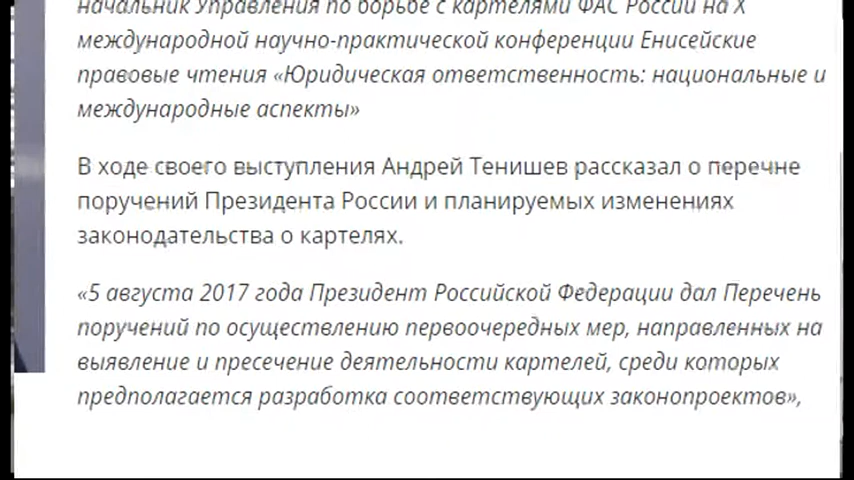 начальник Управления по борьбе с картелями ФАС России на X
международной научно-практической конференции Енисейские
правовые чтения «Юридическая ответственность: национальные и
международные аспекты»
В ходе своего выступления Андрей Тенишев рассказал о перечне
поручений Президента России и планируемых изменениях
законодательства о картелях.
«5 августа 2017 года Президент Российской Федерации дал Перечень
поручений по осуществлению первоочередных мер, направленных на
выявление и пресечение деятельности картелей, среди которых
предполагается разработка соответствующих законопроектов»,